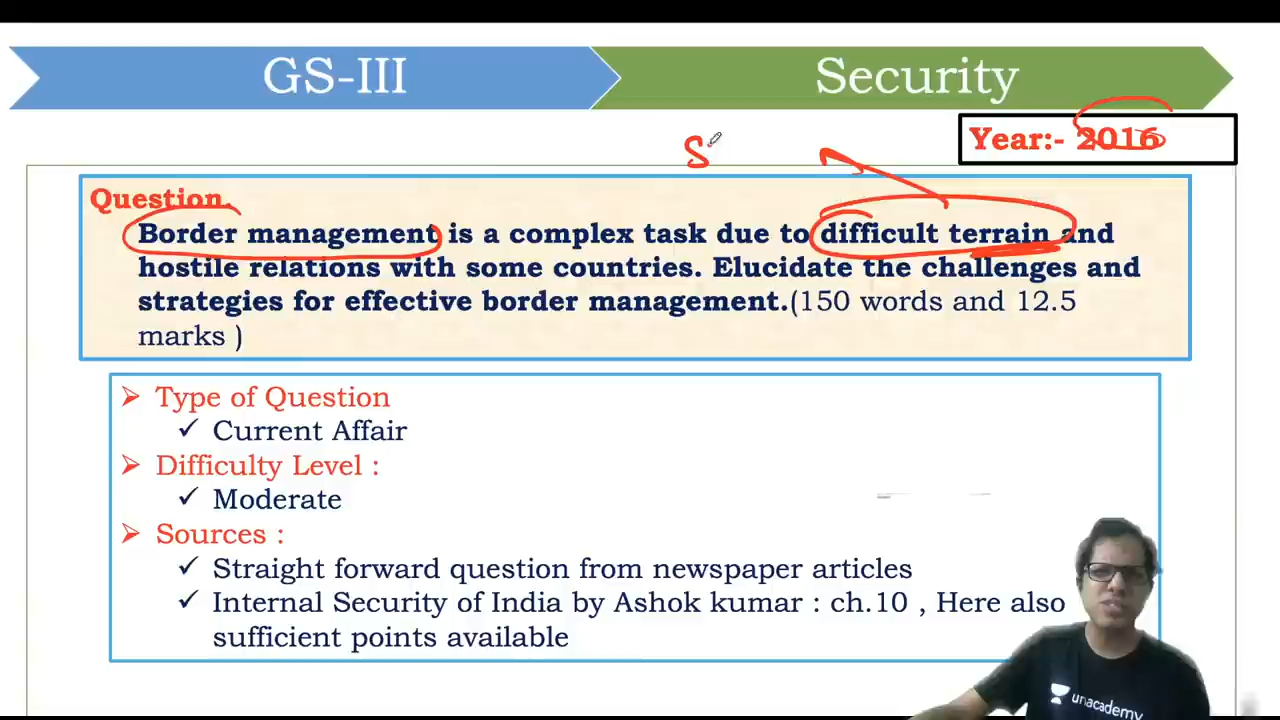 GS-III
Security
Year:- 2016
S
Question.
Border management is a complex task due to difficult terrain and
hostile relations with some countries. Elucidate the challenges and
strategies for effective border management.(150 words and 12.5
marks )
Type of Question
Current Affair
Difficulty Level :
Moderate
Sources :
Straight forward question from newspaper articles
Internal Security of India by Ashok kumar : ch.10 , Here also
sufficient points available
unacademy